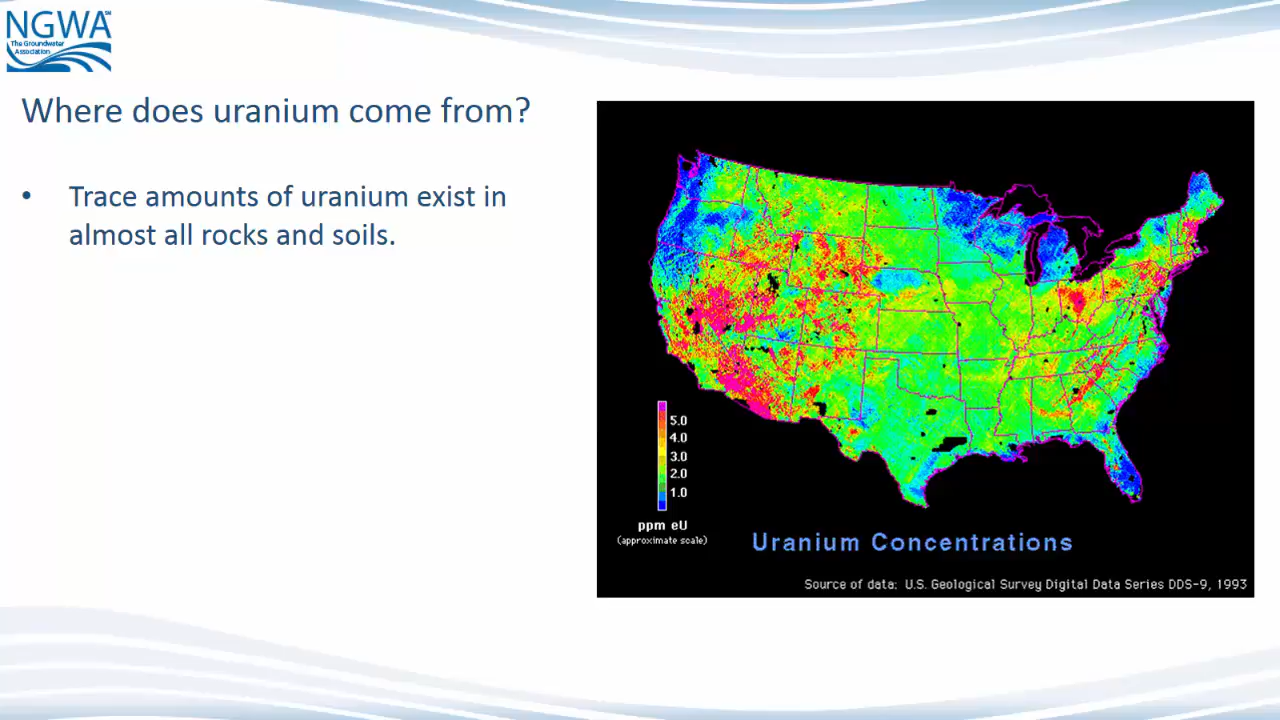 NGWA
The Groundwater
Association
Where does uranium come from?
• Trace amounts of uranium exist in
almost all rocks and soils.
5.0
4.0
3.0
2.0
1.0
ppm eU
(approximate scale)
Uranium Concentrations
Source of data: U.S. Geological Survey Digital Data Series DDS-9, 1993